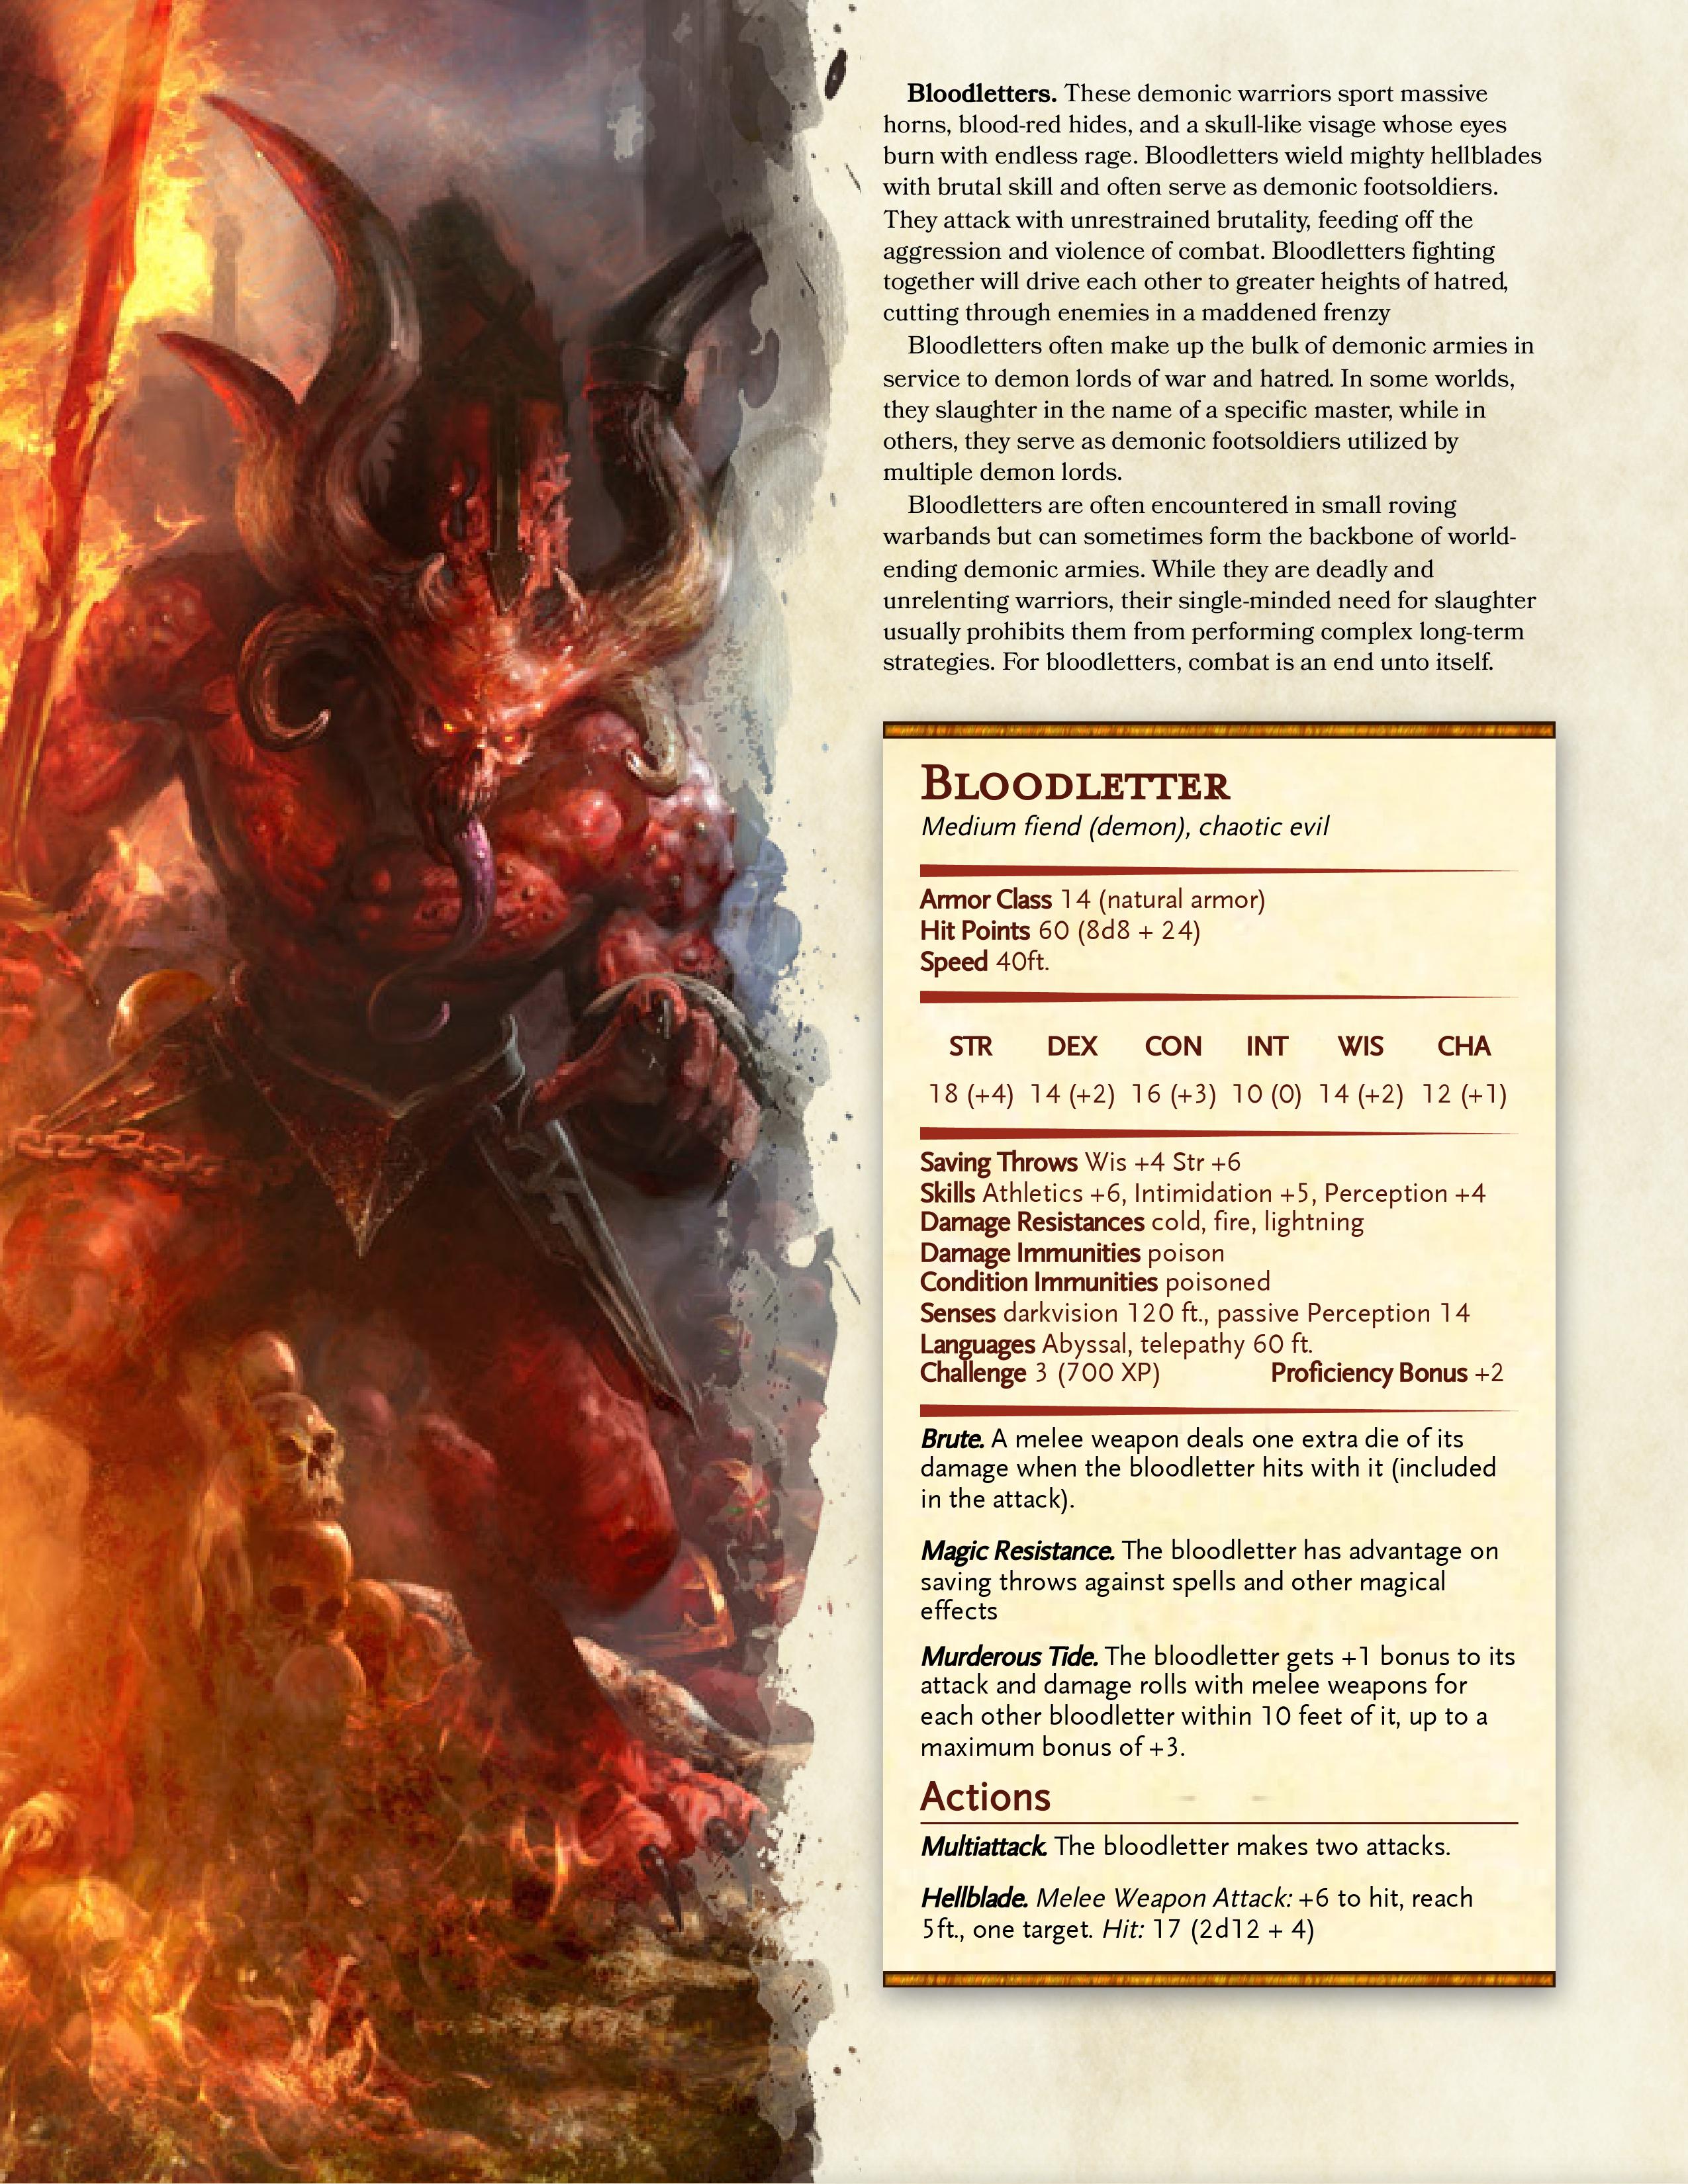 Bloodletters. These demonic warriors sport massive
horns, blood-red hides, and a skull-like visage whose eyes
burn with endless rage. Bloodletters wield mighty hellblades
with brutal skill and often serve as demonic footsoldiers.
They attack with unrestrained brutality, feeding off the
aggression and violence of combat. Bloodletters fighting
together will drive each other to greater heights of hatred,
cutting through enemies in a maddened frenzy
Bloodletters often make up the bulk of demonic armies in
service to demon lords of war and hatred. In some worlds,
they slaughter in the name of a specific master, while in
others, they serve as demonic footsoldiers utilized by
multiple demon lords.
Bloodletters are often encountered in small roving
warbands but can sometimes form the backbone of world-
ending demonic armies. While they are deadly and
unrelenting warriors, their single-minded need for slaughter
usually prohibits them from performing complex long-term
strategies. For bloodletters, combat is an end unto itself.
Bloodletter
Medium fiend (demon), chaotic evil
Armor Class 14 (natural armor)
Hit Points 60 (8d8 + 24)
Speed 40ft.
STR DEX CON INT WIS CHA
18 (+4) 14 (+2) 16 (+3) 10 (0) 14 (+2) 12 (+1)
Saving Throws Wis +4 Str +6
Skills Athletics +6, Intimidation +5, Perception +4
Damage Resistances cold, fire, lightning
Damage Immunities poison
Condition Immunities poisoned
Senses darkvision 120 ft., passive Perception 14
Languages Abyssal, telepathy 60 ft.
Challenge 3 (700 XP) Proficiency Bonus +2
Brute. A melee weapon deals one extra die of its
damage when the bloodletter hits with it (included
in the attack).
Magic Resistance. The bloodletter has advantage on
saving throws against spells and other magical
effects
Murderous Tide. The bloodletter gets +1 bonus to its
attack and damage rolls with melee weapons for
each other bloodletter within 10 feet of it, up to a
maximum bonus of +3.
Actions
Multiattack. The bloodletter makes two attacks.
Hellblade. Melee Weapon Attack: +6 to hit, reach
5ft., one target. Hit: 17 (2d12 + 4)